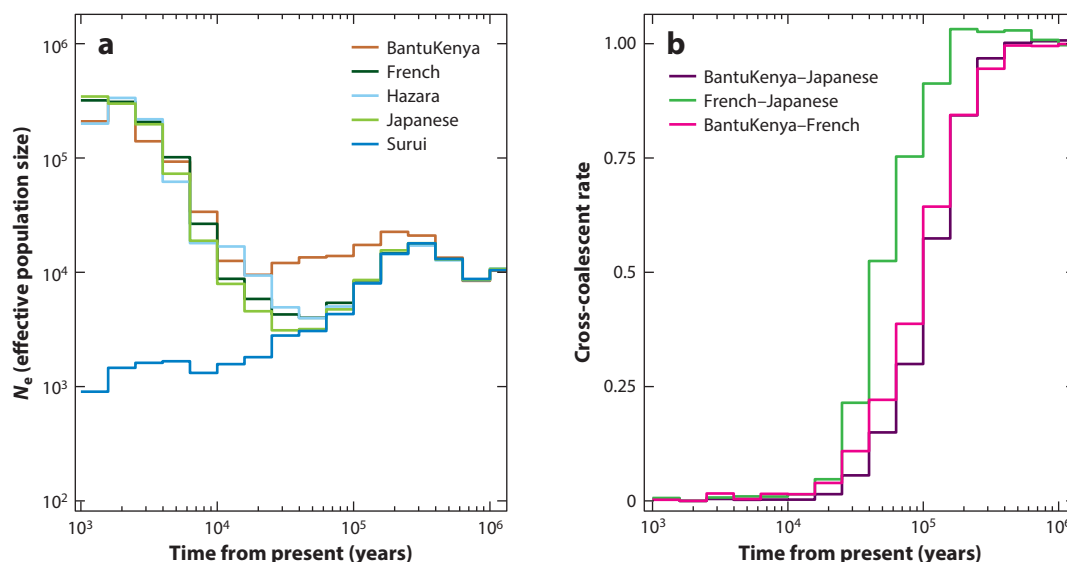 a
BantuKenya
French
Hazara
Japanese
Surui
10⁶
10⁵
10⁴
10³
10²
Nₑ (effective population size)
10³ 10⁴ 10⁵ 10⁶
Time from present (years)
b
BantuKenya–Japanese
French–Japanese
BantuKenya–French
1.00
0.75
0.5
0.25
0
Cross-coalescent rate
10³ 10⁴ 10⁵ 10⁶
Time from present (years)